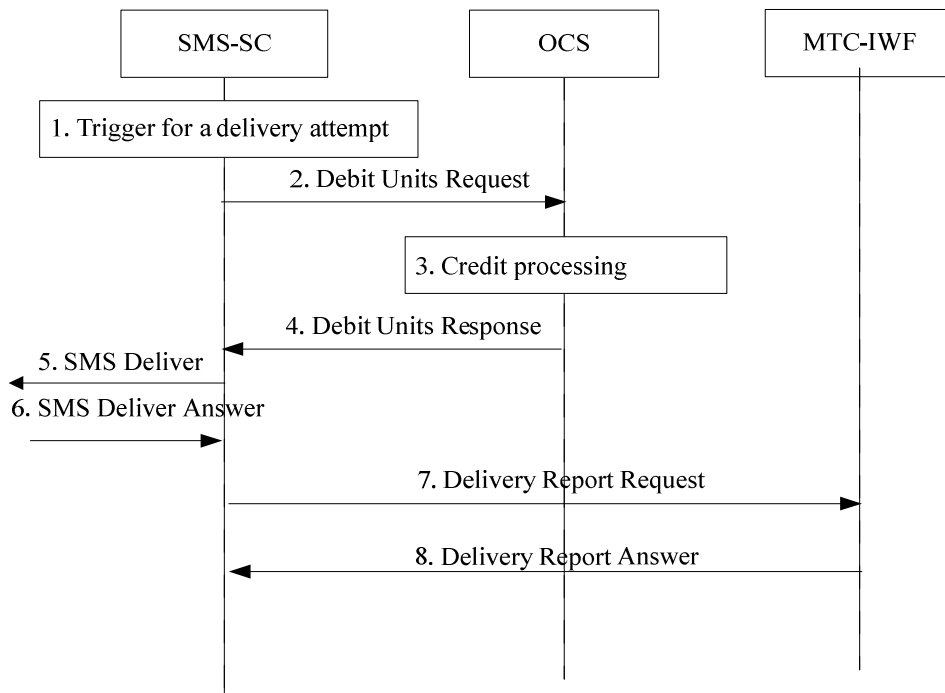 SMS-SC
OCS
MTC-IWF
1. Trigger for a delivery attempt
2. Debit Units Request
3. Credit processing
4. Debit Units Response
5. SMS Deliver
6. SMS Deliver Answer
7. Delivery Report Request
8. Delivery Report Answer